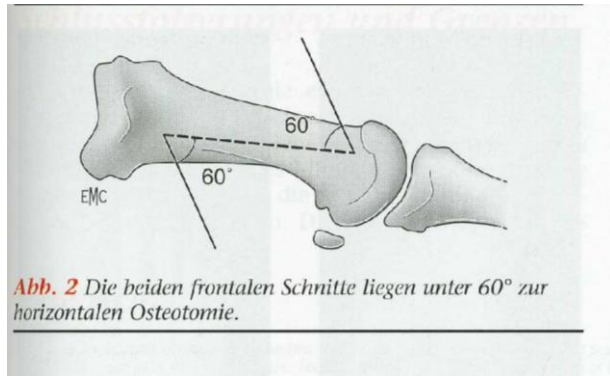 60°
60°
EMC
Abb. 2 Die beiden frontalen Schnitte liegen unter 60° zur
horizontalen Osteotomie.